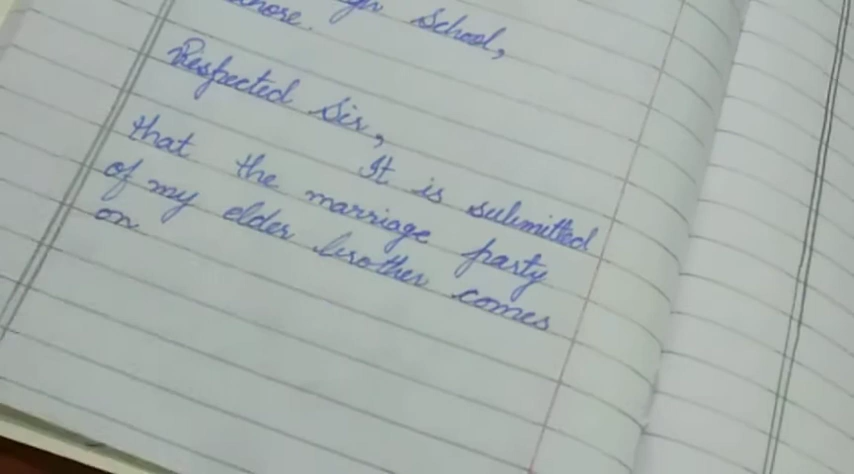 School,
Respected Sir,
It is submitted
that the marriage party
of my elder brother comes
on